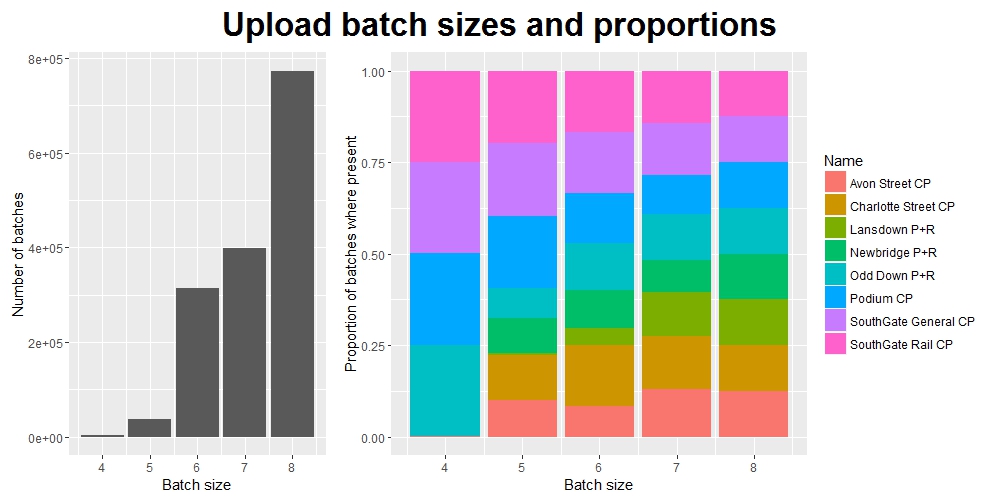 Upload batch sizes and proportions
Number of batches
8e+05
6e+05
4e+05
2e+05
0e+00
4 5 6 7 8
Batch size
Proportion of batches where present
1.00
0.75
0.50
0.25
0.00
4 5 6 7 8
Batch size
Name
Avon Street CP
Charlotte Street CP
Lansdown P+R
Newbridge P+R
Odd Down P+R
Podium CP
SouthGate General CP
SouthGate Rail CP